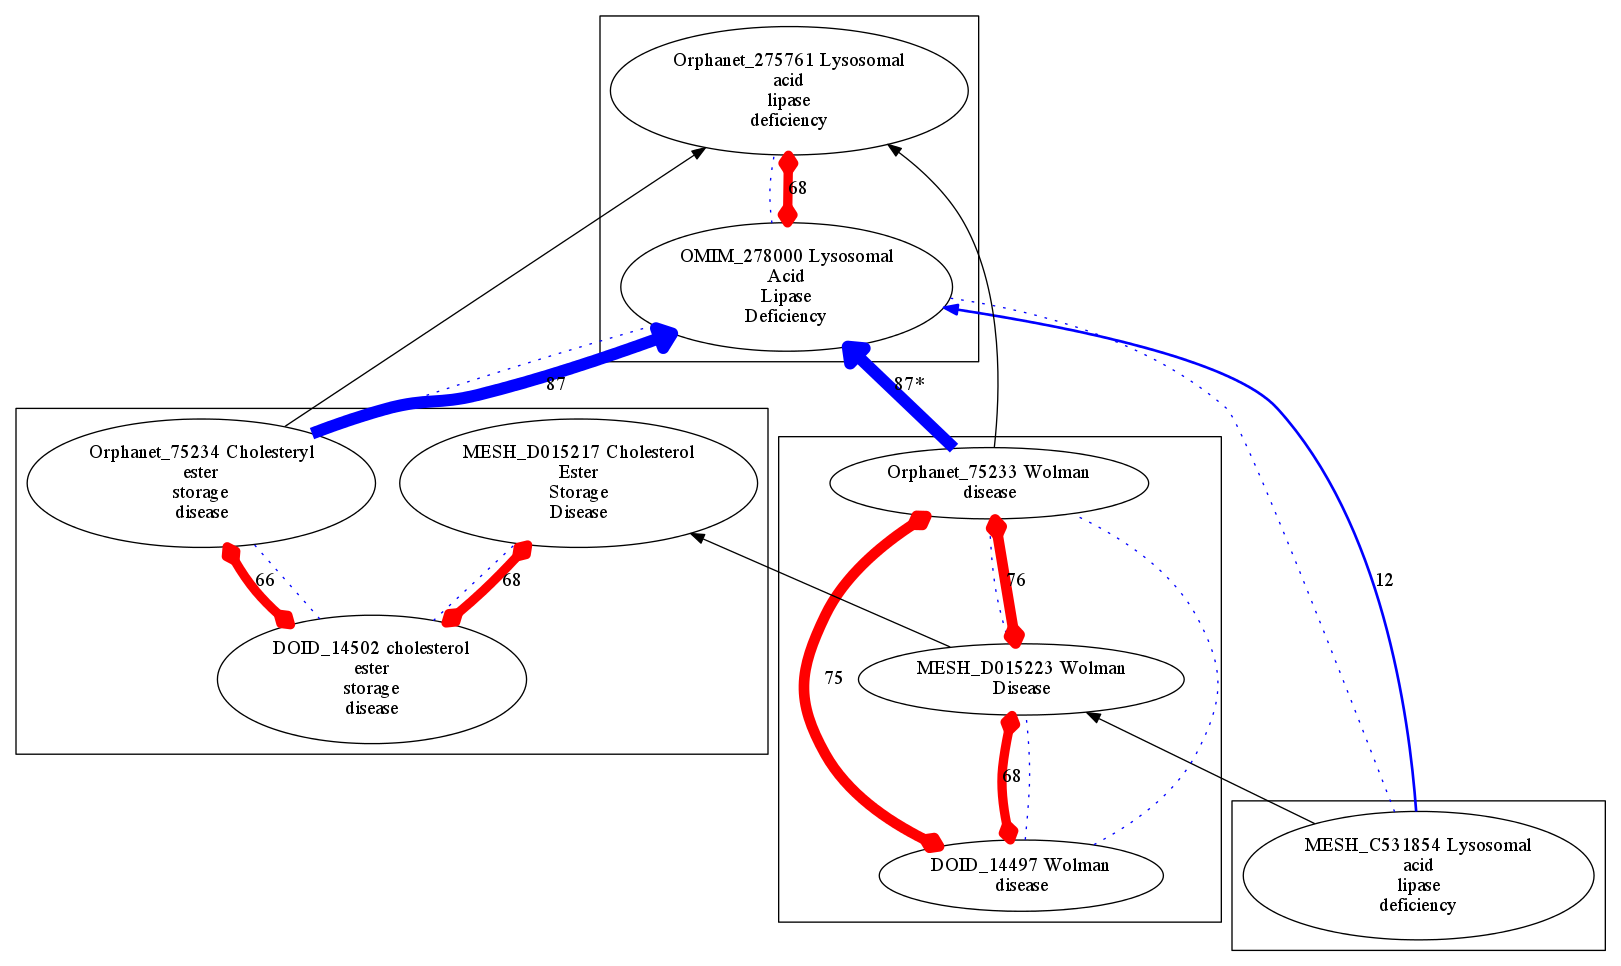 Orphanet_275761 Lysosomal
acid
lipase
deficiency
68
OMIM_278000 Lysosomal
Acid
Lipase
Deficiency
87
87*
Orphanet_75234 Cholesteryl
ester
storage
disease
MESH_D015217 Cholesterol
Ester
Storage
Disease
Orphanet_75233 Wolman
disease
66
68
76
12
DOID_14502 cholesterol
ester
storage
disease
75
MESH_D015223 Wolman
Disease
68
DOID_14497 Wolman
disease
MESH_C531854 Lysosomal
acid
lipase
deficiency